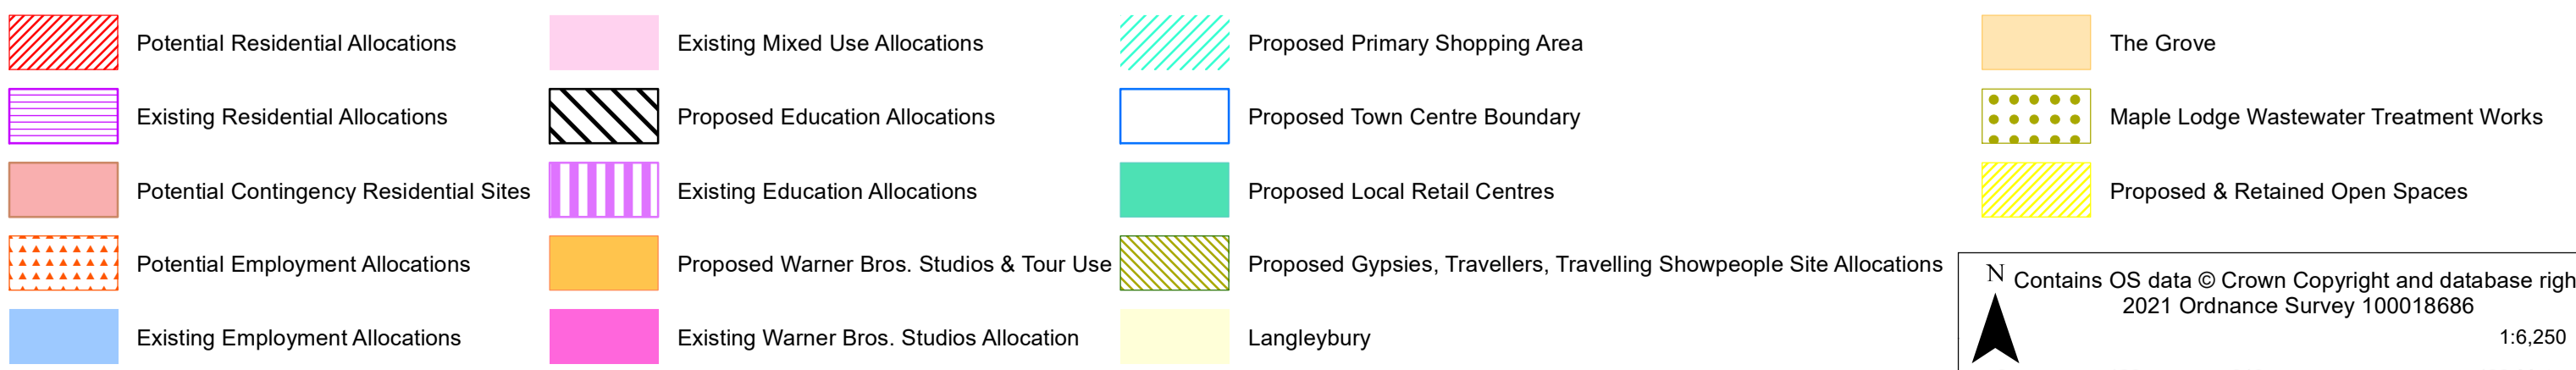 Potential Residential Allocations
Existing Residential Allocations
Potential Contingency Residential Sites
Potential Employment Allocations
Existing Employment Allocations
Existing Mixed Use Allocations
Proposed Education Allocations
Existing Education Allocations
Proposed Warner Bros. Studios & Tour Use
Existing Warner Bros. Studios Allocation
Proposed Primary Shopping Area
Proposed Town Centre Boundary
Proposed Local Retail Centres
Proposed Gypsies, Travellers, Travelling Showpeople Site Allocations
Langleybury
The Grove
Maple Lodge Wastewater Treatment Works
Proposed & Retained Open Spaces
N
Contains OS data © Crown Copyright and database righ
2021 Ordnance Survey 100018686
1:6,250